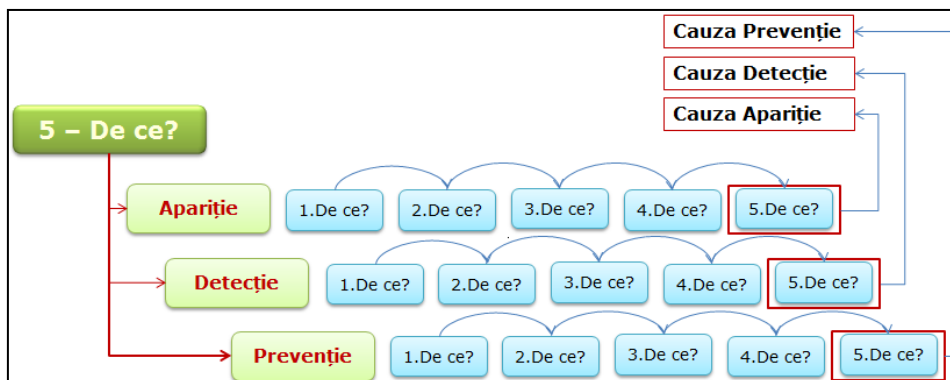 Cauza Prevenție
Cauza Detecție
Cauza Apariție
5 – De ce?
Apariție
1.De ce?
2.De ce?
3.De ce?
4.De ce?
5.De ce?
Detecție
1.De ce?
2.De ce?
3.De ce?
4.De ce?
5.De ce?
Prevenție
1.De ce?
2.De ce?
3.De ce?
4.De ce?
5.De ce?